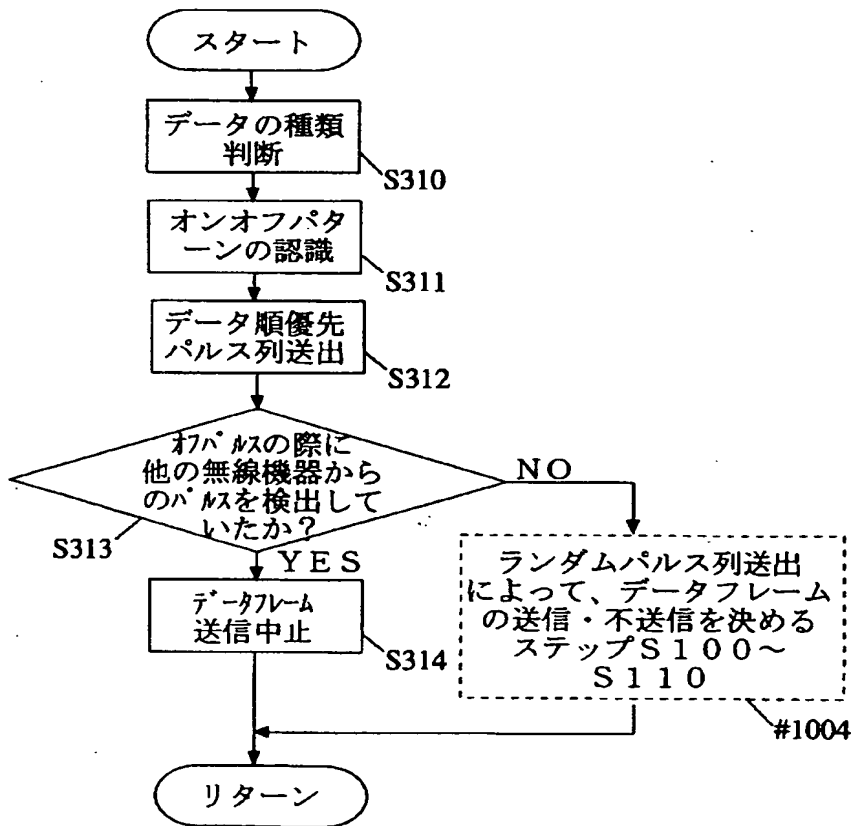 スタート
データの種類
判断
S310
オンオフパタ
ーンの認識
S311
データ順優先
パルス列送出
S312
ｵﾌﾊﾟﾙｽの際に
他の無線機器から
のﾊﾟﾙｽを検出して
いたか？
S313
NO
YES
ﾃﾞｰﾀﾌﾚｰﾑ
送信中止
S314
ランダムパルス列送出
によって、データフレーム
の送信・不送信を決める
ステップＳ１００～
Ｓ１１０
#1004
リターン